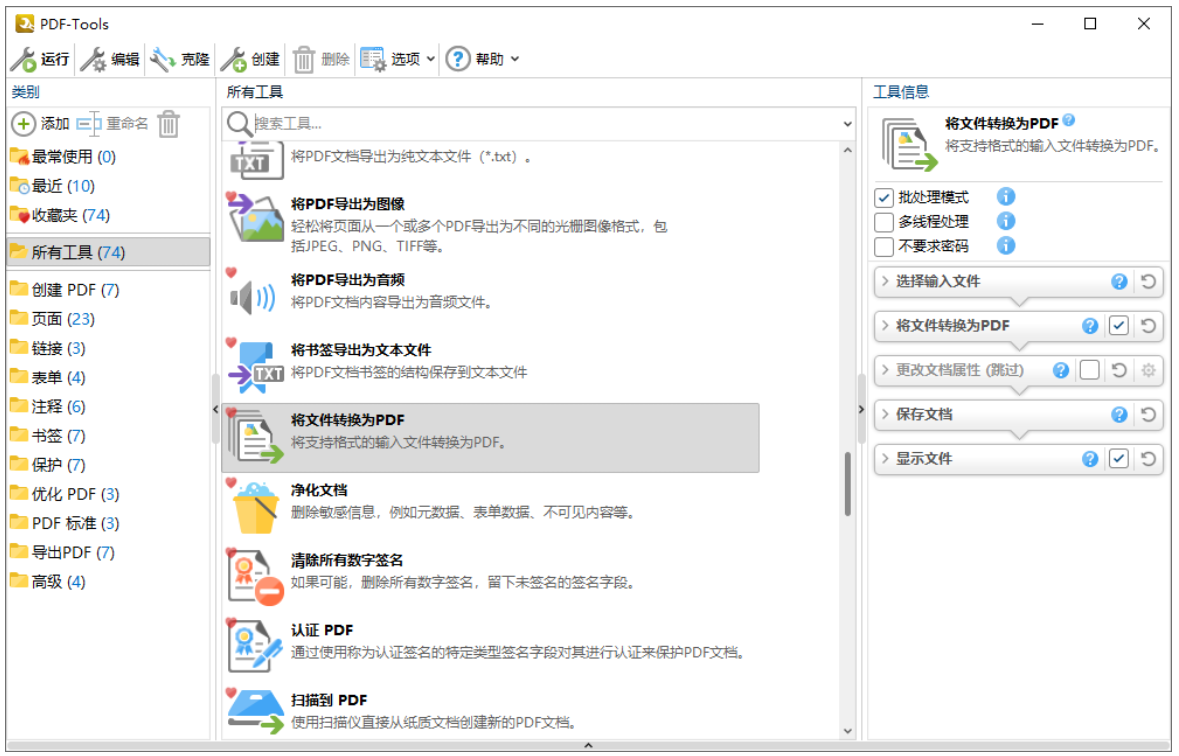 PDF-Tools
运行 编辑 克隆 创建 删除 选项 帮助
类别
添加 重命名
最常使用 (0)
最近 (10)
收藏夹 (74)
所有工具 (74)
创建 PDF (7)
页面 (23)
链接 (3)
表单 (4)
注释 (6)
书签 (7)
保护 (7)
优化 PDF (3)
PDF 标准 (3)
导出PDF (7)
高级 (4)
所有工具
搜索工具...
TXT
将PDF文档导出为纯文本文件（*.txt）。
将PDF导出为图像
轻松将页面从一个或多个PDF导出为不同的光栅图像格式，包
括JPEG、PNG、TIFF等。
将PDF导出为音频
将PDF文档内容导出为音频文件。
将书签导出为文本文件
TXT
将PDF文档书签的结构保存到文本文件
将文件转换为PDF
将支持格式的输入文件转换为PDF。
净化文档
删除敏感信息，例如元数据、表单数据、不可见内容等。
清除所有数字签名
如果可能，删除所有数字签名，留下未签名的签名字段。
认证 PDF
通过使用称为认证签名的特定类型签名字段对其进行认证来保护PDF文档。
扫描到 PDF
使用扫描仪直接从纸质文档创建新的PDF文档。
工具信息
将文件转换为PDF
将支持格式的输入文件转换为PDF。
批处理模式
多线程处理
不要求密码
选择输入文件
将文件转换为PDF
更改文档属性 (跳过)
保存文档
显示文件